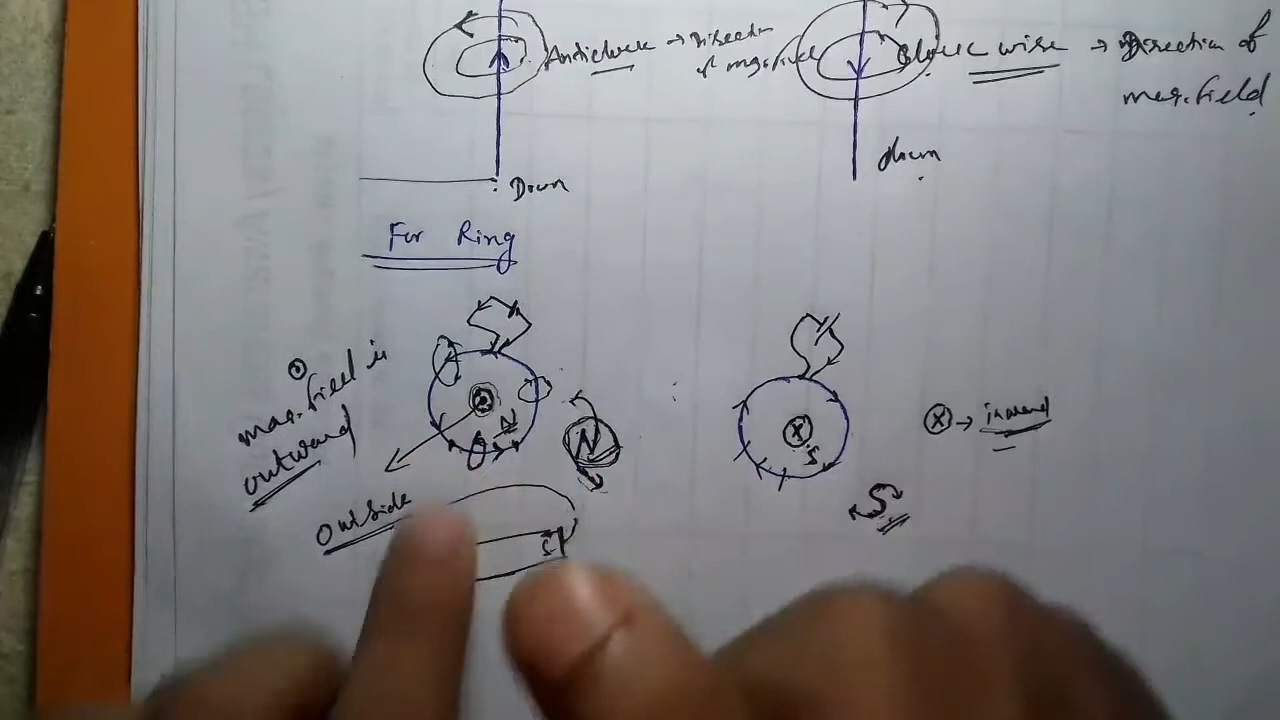 Anticlock → Direction
of mag. field
clock wise → Direction of
mag. field
Down
down
For Ring
N
mag. field is
outward
outside
N
S
S
S
⊗ → inward